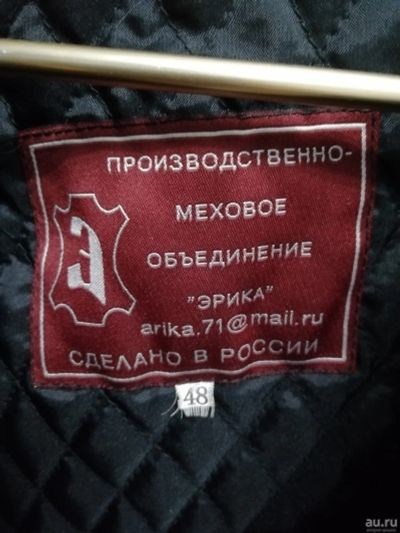 ПРОИЗВОДСТВЕННО-
МЕХОВОЕ
ОБЪЕДИНЕНИЕ
"ЭРИКА"
arika.71@mail.ru
СДЕЛАНО В РОССИИ
48
au.ru